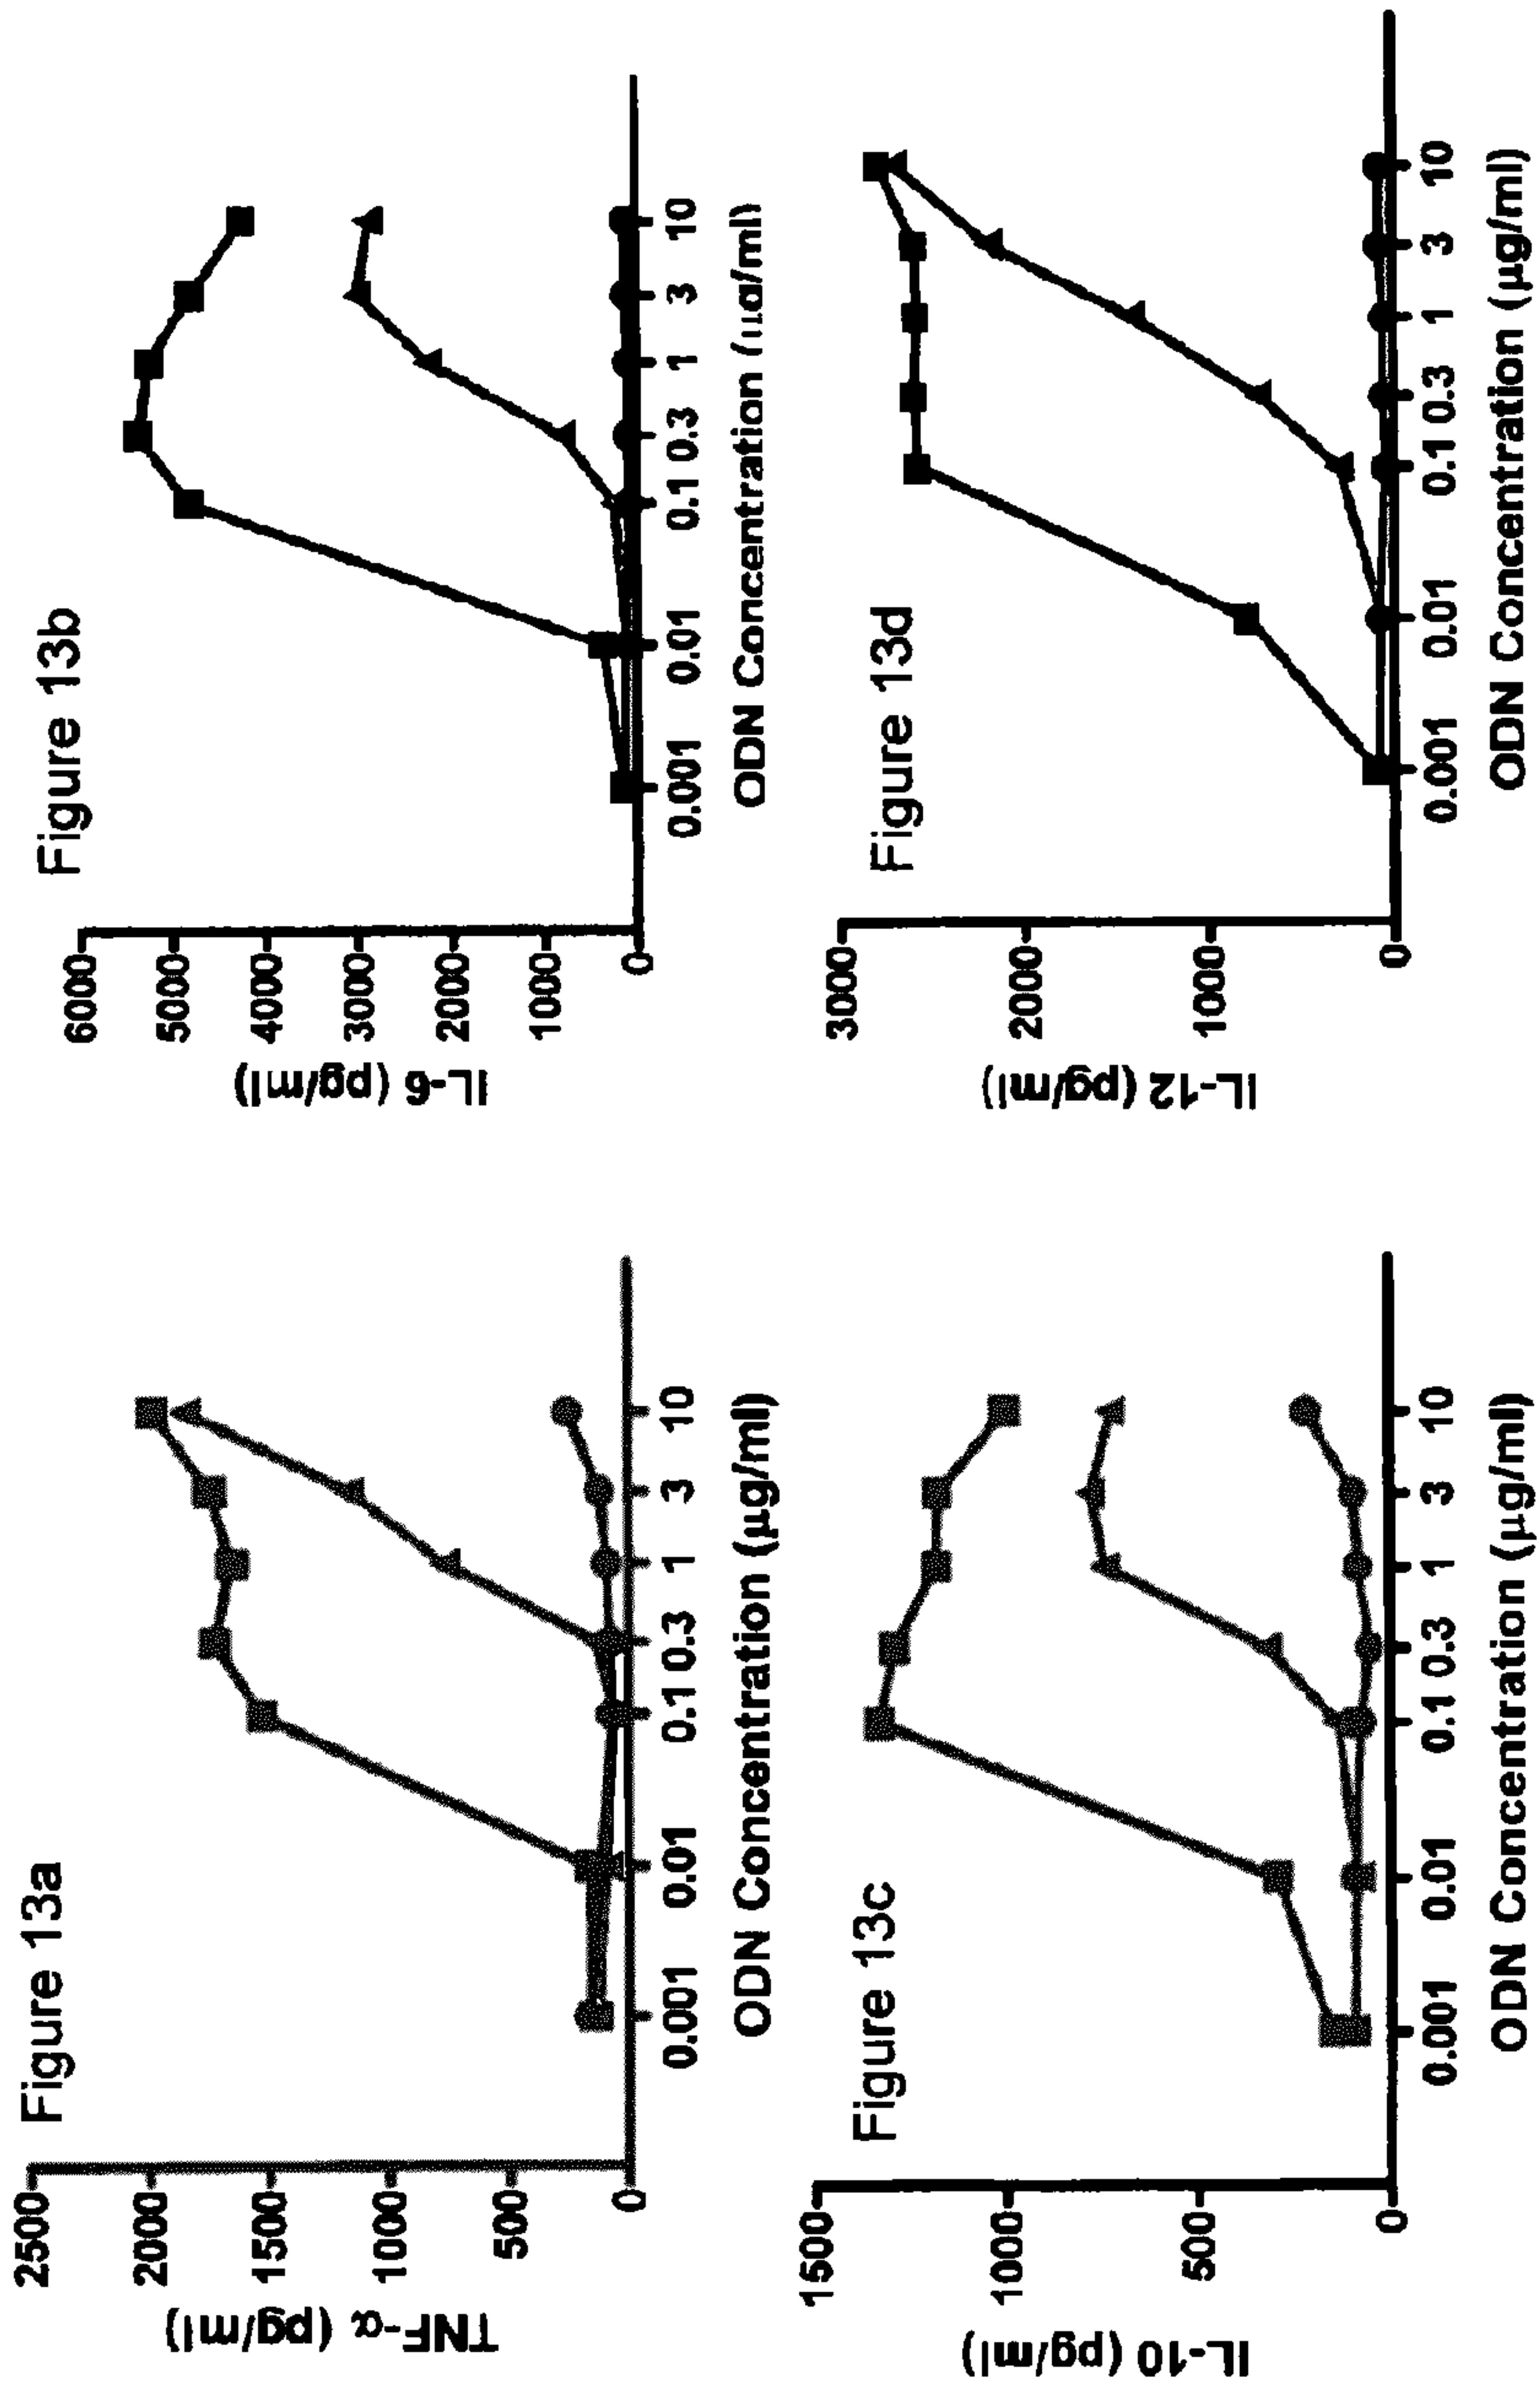 Figure 13a
TNF-α (pg/ml)
2500
2000
1500
1000
500
0
0.001 0.01 0.1 0.3 1 3 10
ODN Concentration (µg/ml)
Figure 13b
IL-6 (pg/ml)
6000
5000
4000
3000
2000
1000
0
0.001 0.01 0.1 0.3 1 3 10
ODN Concentration (µg/ml)
Figure 13c
IL-10 (pg/ml)
1500
1000
500
0
0.001 0.01 0.1 0.3 1 3 10
ODN Concentration (µg/ml)
Figure 13d
IL-12 (pg/ml)
3000
2000
1000
0
0.001 0.01 0.1 0.3 1 3 10
ODN Concentration (µg/ml)